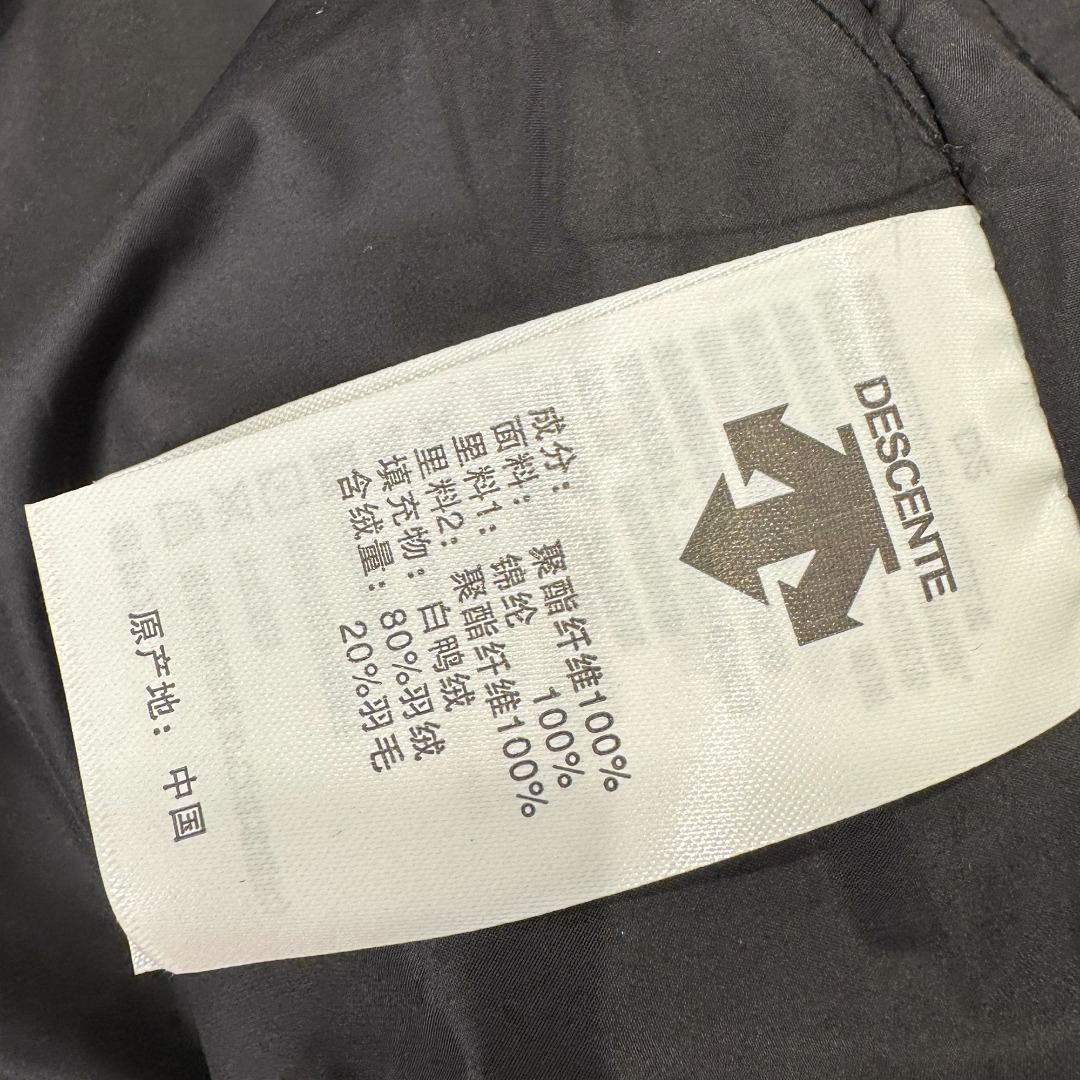 DESCENTE
成分：
面料： 聚酯纤维100%
里料1： 锦纶 100%
里料2： 聚酯纤维100%
填充物： 白鸭绒
含绒量： 80%羽绒
20%羽毛
原产地： 中国